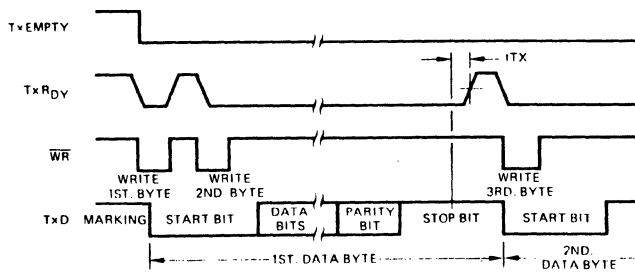 TxEMPTY
tTX
TxRDY
WR
WRITE
1ST. BYTE
WRITE
2ND BYTE
WRITE
3RD. BYTE
TxD
MARKING
START BIT
DATA
BITS
PARITY
BIT
STOP BIT
START BIT
1ST. DATA BYTE
2ND.
DATA BYTE